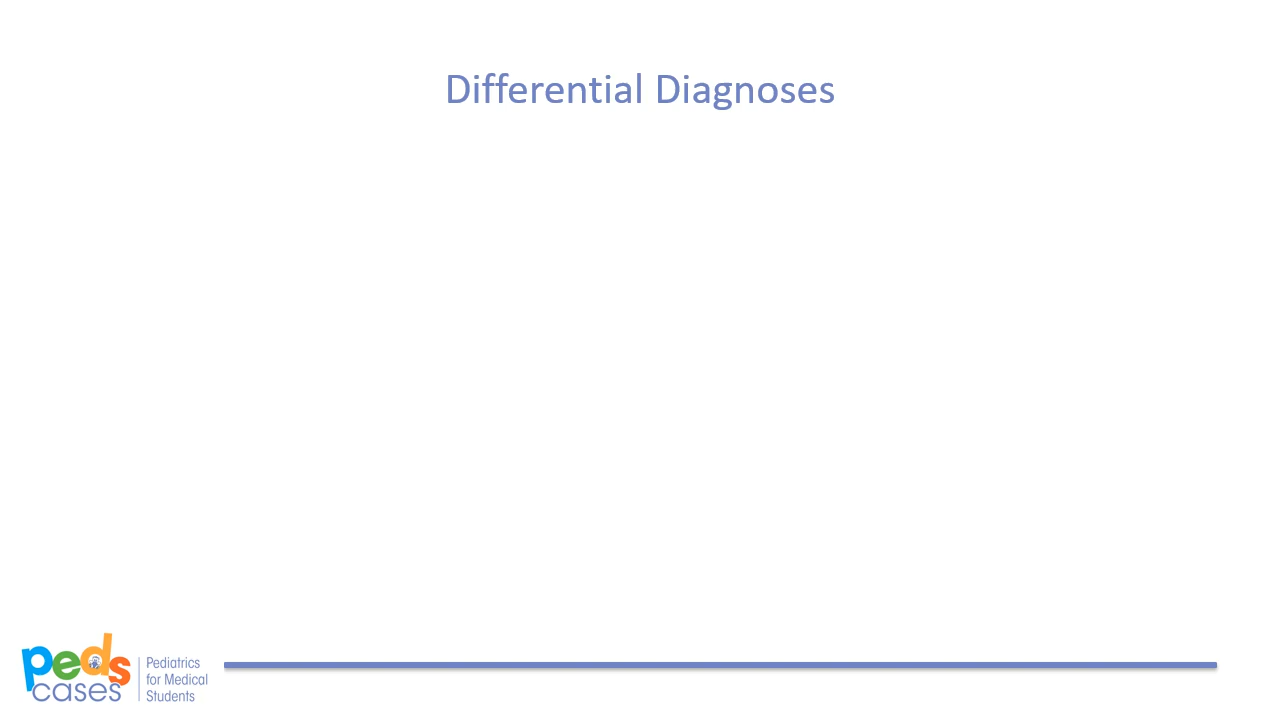 Differential Diagnoses
peds
cases
Pediatrics
for Medical
Students